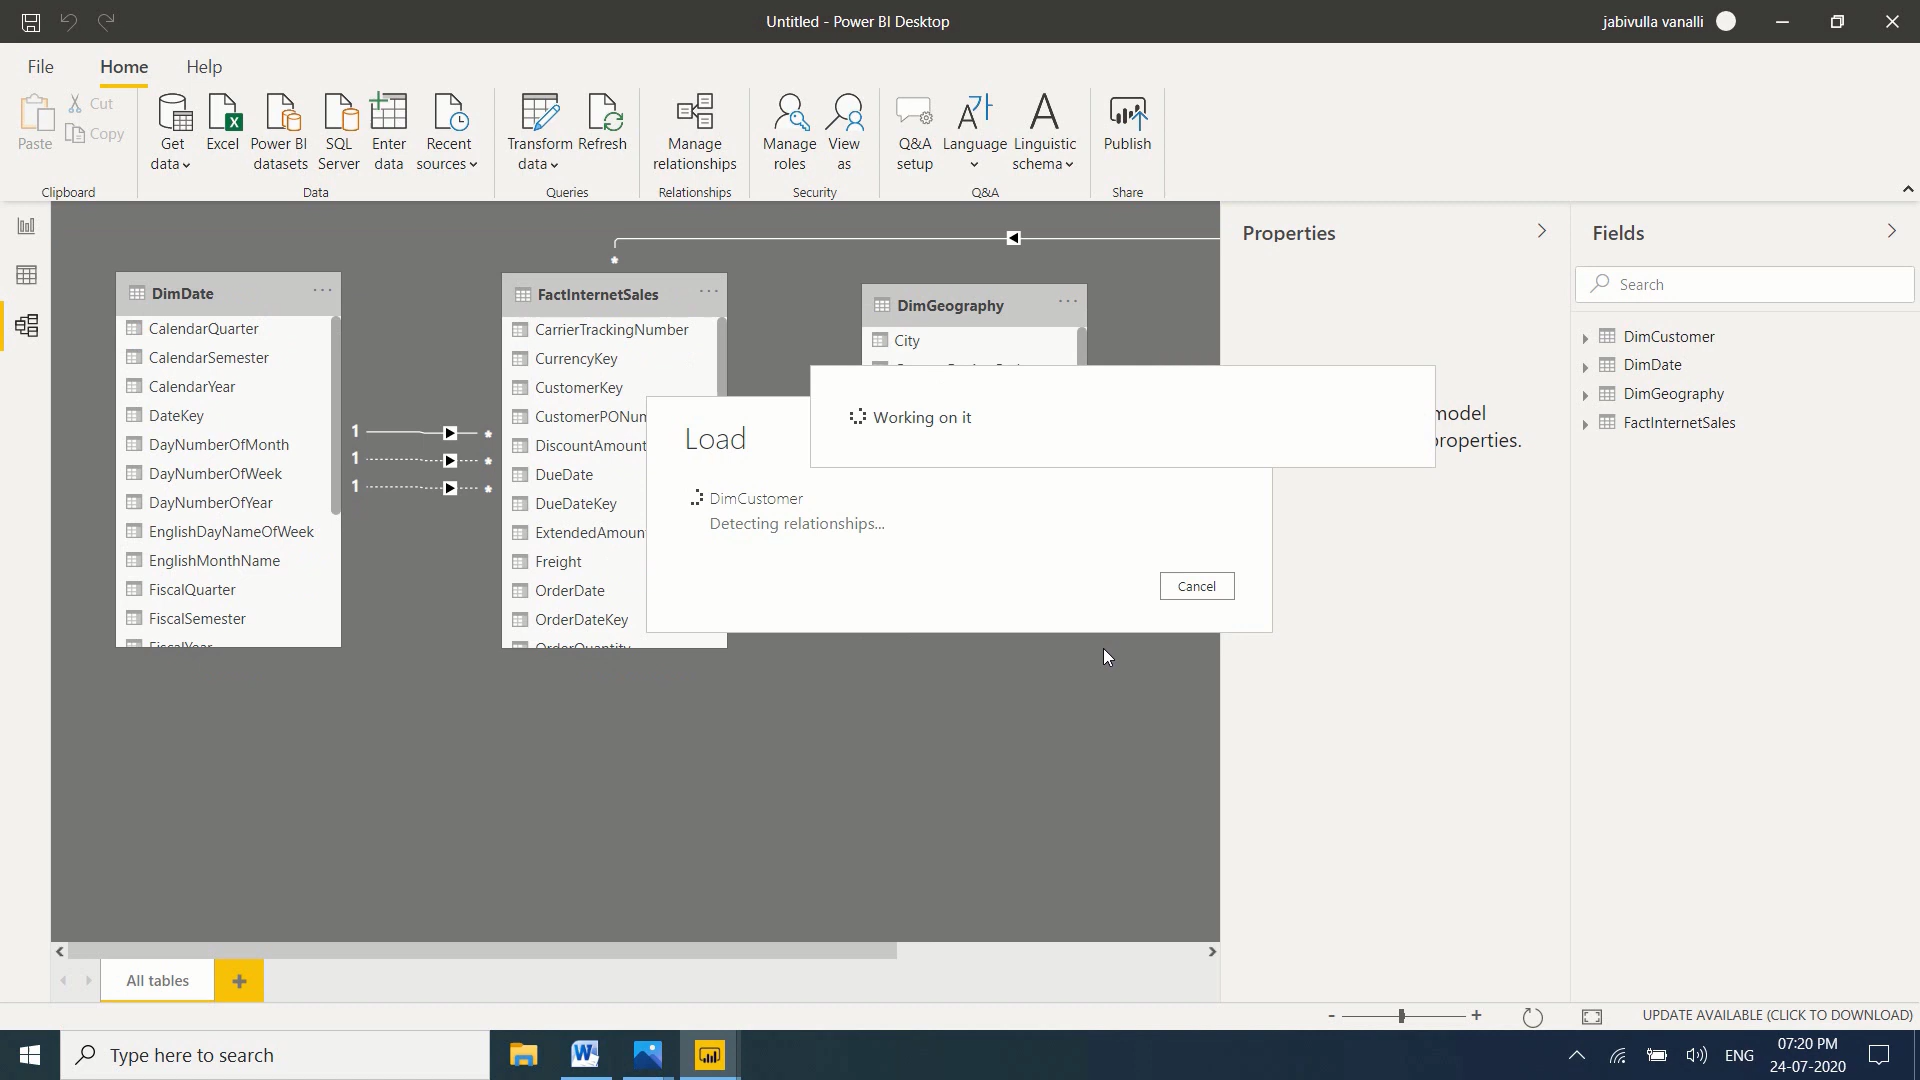 Untitled - Power BI Desktop
jabivulla vanalli
File
Home
Help
Paste
Cut
Copy
Clipboard
Get data
Excel
Power BI datasets
SQL Server
Enter data
Recent sources
Data
Transform data
Refresh
Queries
Manage relationships
Relationships
Manage roles
View as
Security
Q&A setup
Language
Linguistic schema
Q&A
Publish
Share
DimDate
CalendarQuarter
CalendarSemester
CalendarYear
DateKey
DayNumberOfMonth
DayNumberOfWeek
DayNumberOfYear
EnglishDayNameOfWeek
EnglishMonthName
FiscalQuarter
FiscalSemester
FiscalYear
1
*
1
*
1
*
*
FactInternetSales
CarrierTrackingNumber
CurrencyKey
CustomerKey
CustomerPONum
DiscountAmount
DueDate
DueDateKey
ExtendedAmoun
Freight
OrderDate
OrderDateKey
OrderQuantity
DimGeography
City
Working on it
Load
DimCustomer
Detecting relationships...
Cancel
Properties
model
properties.
Fields
Search
DimCustomer
DimDate
DimGeography
FactInternetSales
All tables
+
- +
UPDATE AVAILABLE (CLICK TO DOWNLOAD)
Type here to search
ENG
07:20 PM
24-07-2020